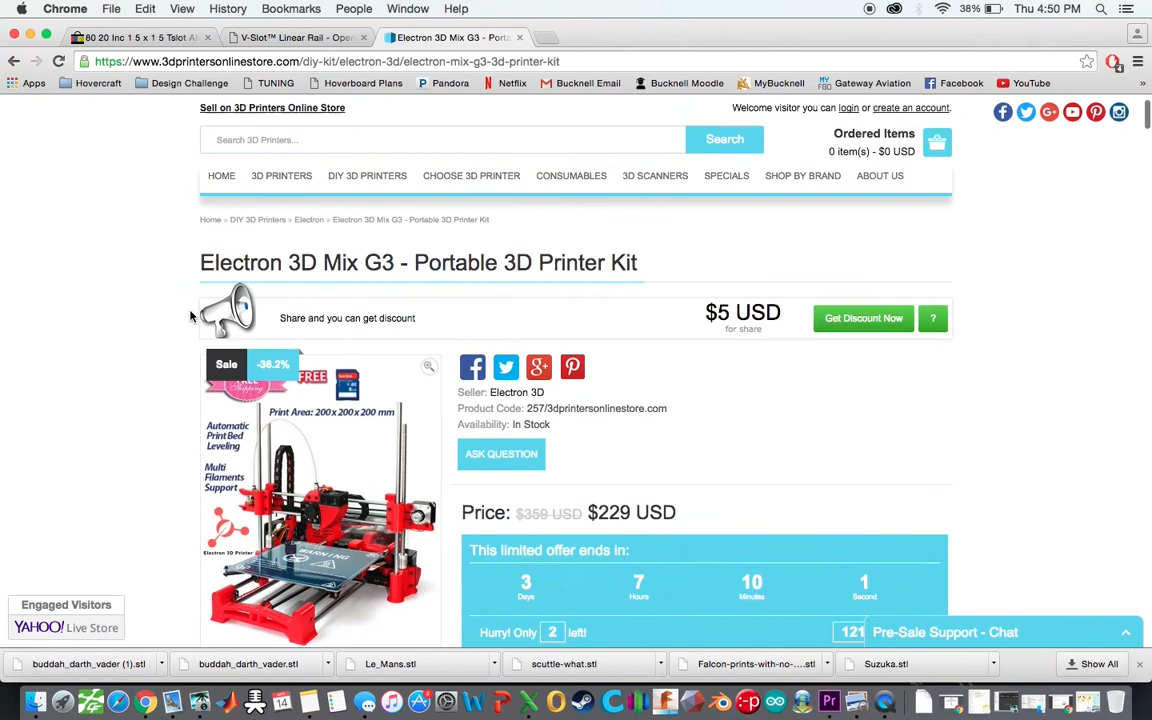 Chrome File Edit View History Bookmarks People Window Help 38% Thu 4:50 PM
80 20 Inc 1 5 x 1 5 Tslot Al V-Slot™ Linear Rail - Open Electron 3D Mix G3 - Porta
https://www.3dprintersonlinestore.com/diy-kit/electron-3d/electron-mix-g3-3d-printer-kit
Apps Hovercraft Design Challenge TUNING Hoverboard Plans Pandora Netflix Bucknell Email Bucknell Moodle MyBucknell Gateway Aviation Facebook YouTube »
Sell on 3D Printers Online Store Welcome visitor you can login or create an account.
Search 3D Printers... Search
Ordered Items
0 item(s) - $0 USD
HOME 3D PRINTERS DIY 3D PRINTERS CHOOSE 3D PRINTER CONSUMABLES 3D SCANNERS SPECIALS SHOP BY BRAND ABOUT US
Home » DIY 3D Printers » Electron » Electron 3D Mix G3 - Portable 3D Printer Kit
Electron 3D Mix G3 - Portable 3D Printer Kit
Share and you can get discount
$5 USD
for share
Get Discount Now ?
Sale -36.2%
FREE
Shipping
Print Area: 200x200x200 mm
Automatic
Print Bed
Leveling
Multi
Filaments
Support
Electron 3D Printer
WARNING
Seller: Electron 3D
Product Code: 257/3dprintersonlinestore.com
Availability: In Stock
ASK QUESTION
Price: $359 USD $229 USD
This limited offer ends in:
3 7 10 1
Days Hours Minutes Second
Hurry! Only 2 left! 121
Pre-Sale Support - Chat
Engaged Visitors
YAHOO! Live Store
buddah_darth_vader (1).stl buddah_darth_vader.stl Le_Mans.stl scuttle-what.stl Falcon-prints-with-no-....stl Suzuka.stl Show All